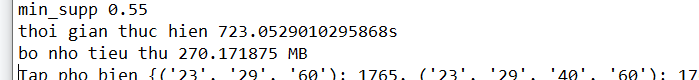 min_supp 0.55
thoi gian thuc hien 723.0529010295868s
bo nho tieu thu 270.171875 MB
Tap pho bien {('23', '29', '60'): 1765, ('23', '29', '40', '60'): 17